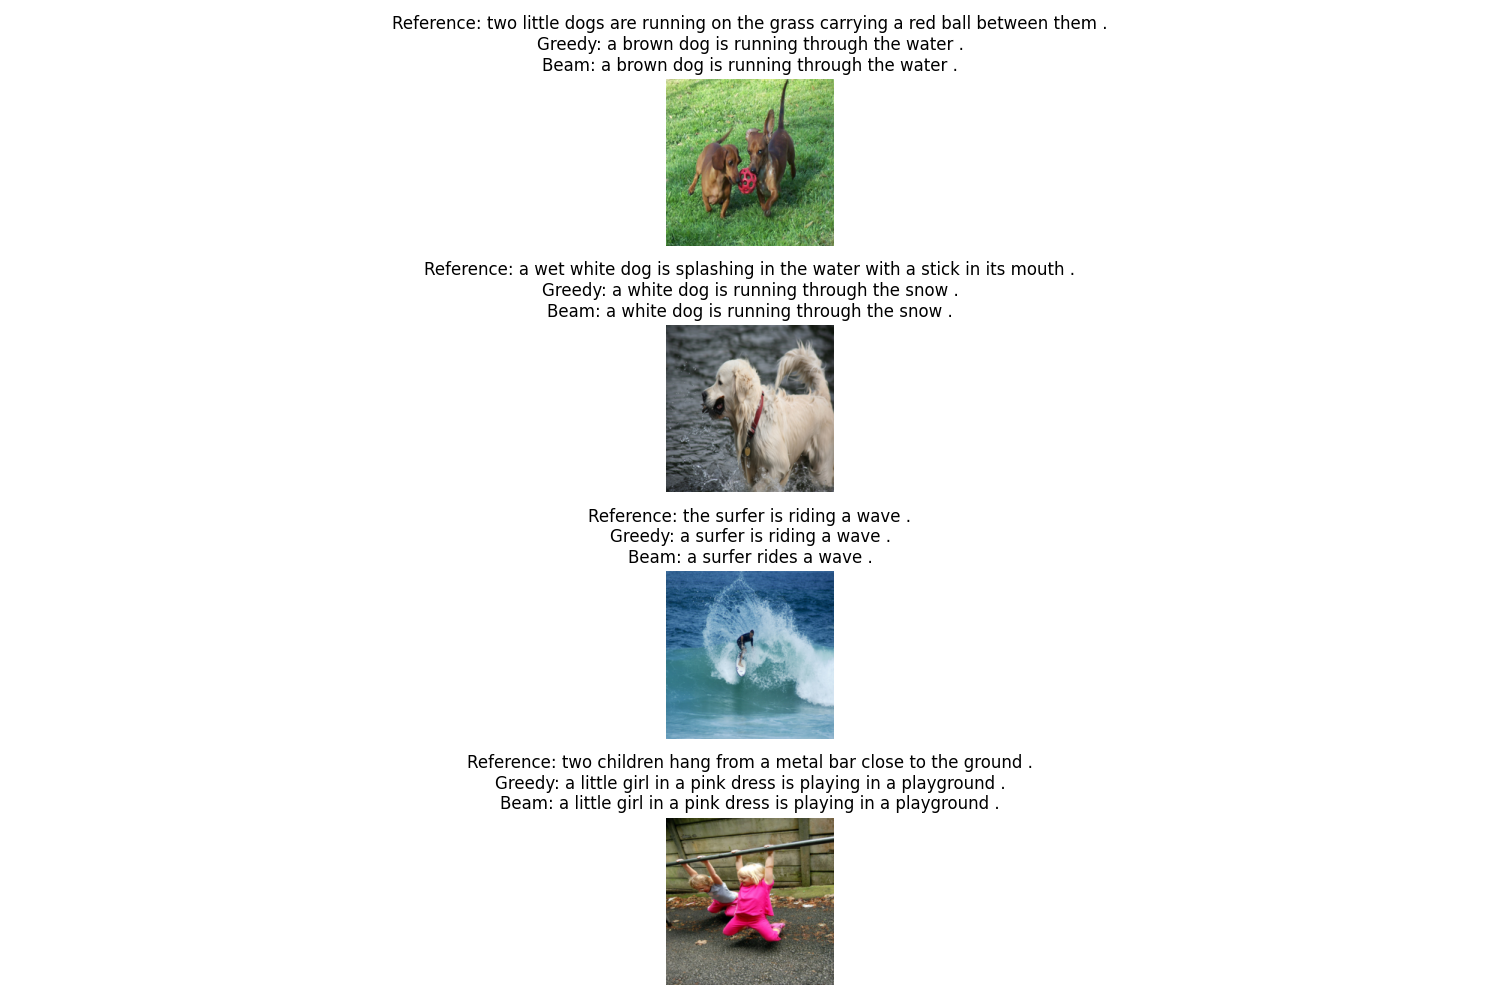 Reference: two little dogs are running on the grass carrying a red ball between them .
Greedy: a brown dog is running through the water .
Beam: a brown dog is running through the water .
Reference: a wet white dog is splashing in the water with a stick in its mouth .
Greedy: a white dog is running through the snow .
Beam: a white dog is running through the snow .
Reference: the surfer is riding a wave .
Greedy: a surfer is riding a wave .
Beam: a surfer rides a wave .
Reference: two children hang from a metal bar close to the ground .
Greedy: a little girl in a pink dress is playing in a playground .
Beam: a little girl in a pink dress is playing in a playground .